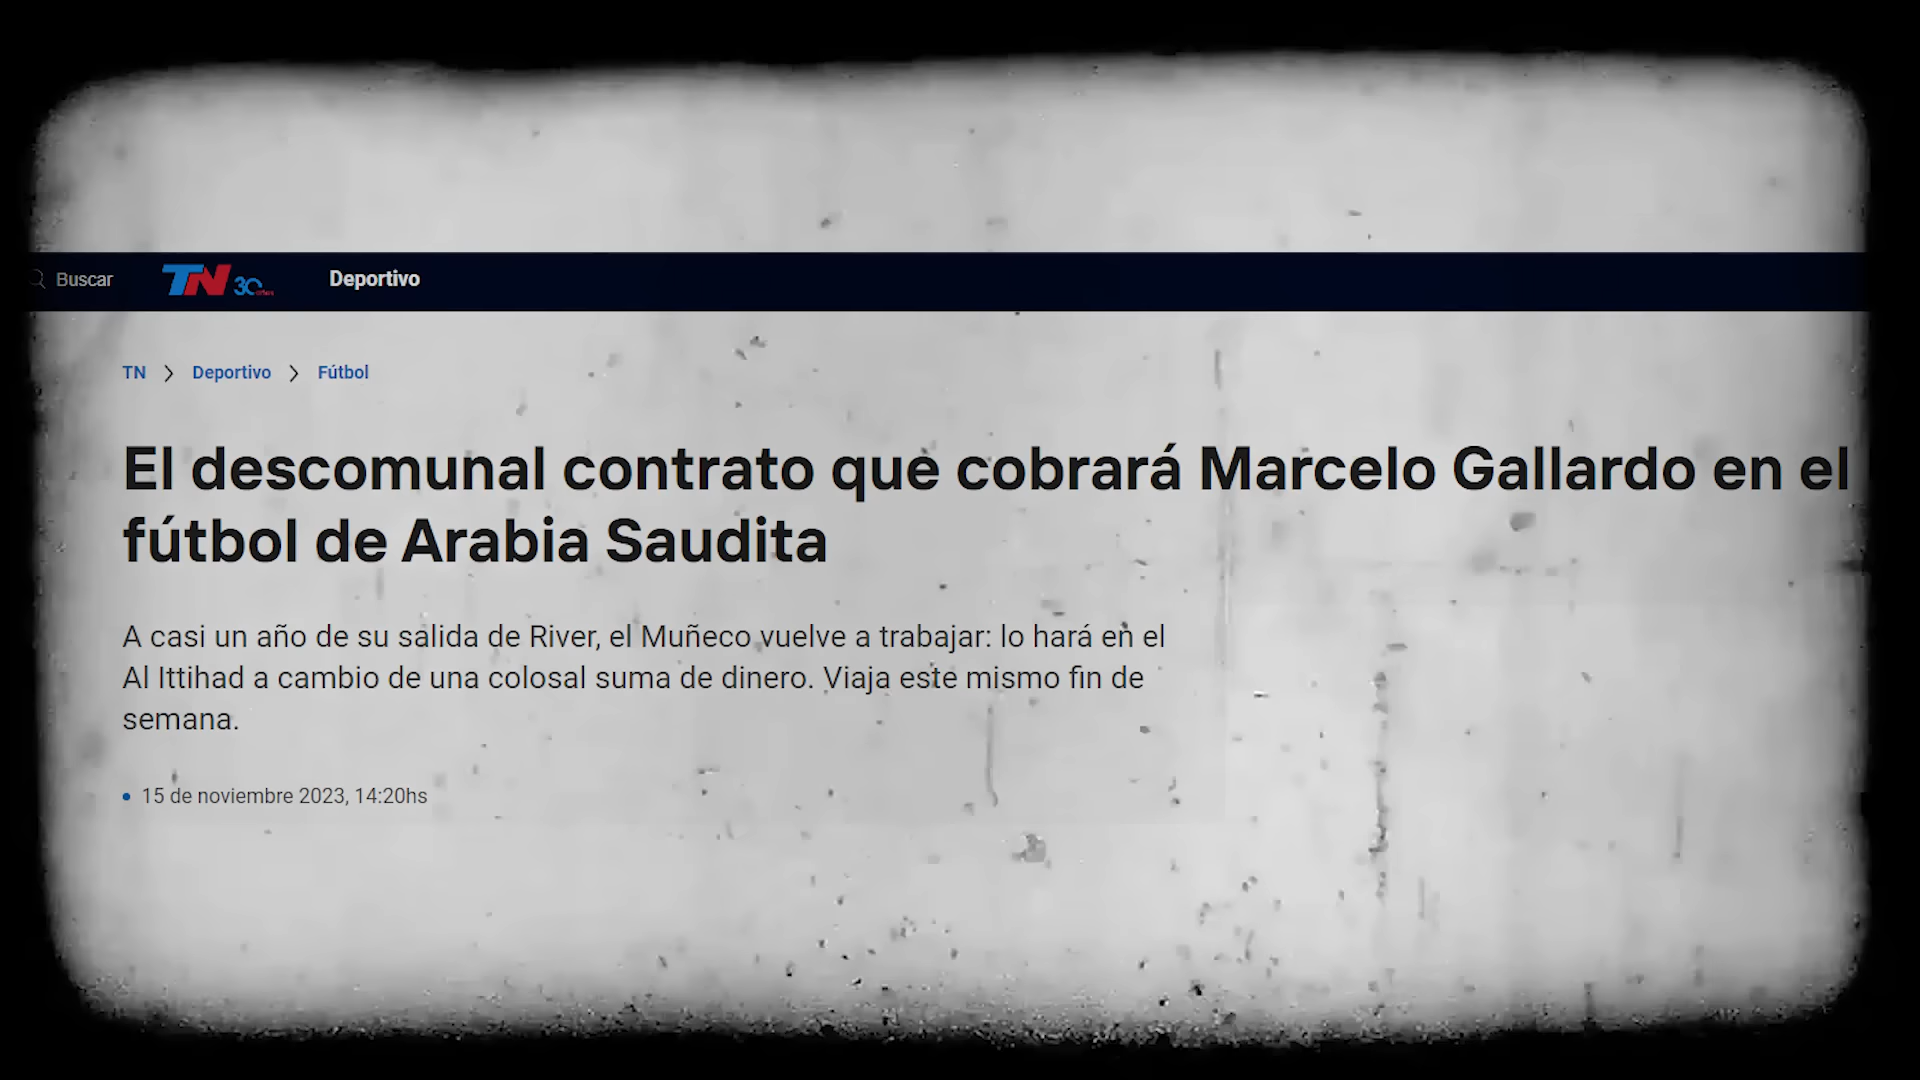 Buscar TN 30 años Deportivo
TN > Deportivo > Fútbol
El descomunal contrato que cobrará Marcelo Gallardo en el
fútbol de Arabia Saudita
A casi un año de su salida de River, el Muñeco vuelve a trabajar: lo hará en el
Al Ittihad a cambio de una colosal suma de dinero. Viaja este mismo fin de
semana.
• 15 de noviembre 2023, 14:20hs